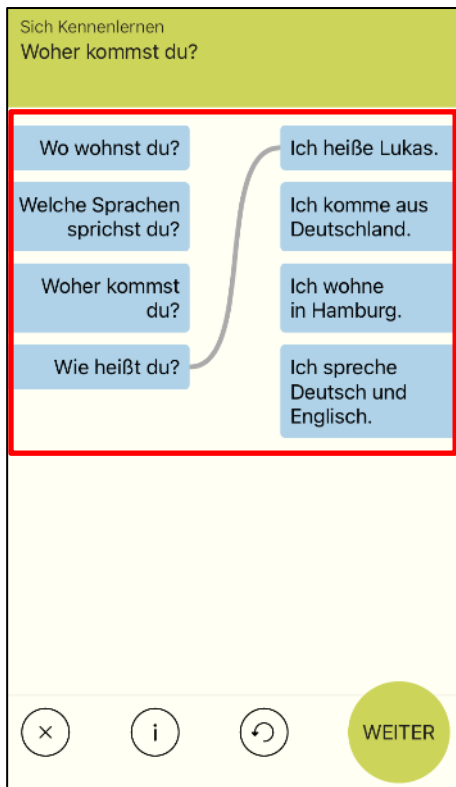 Sich Kennenlernen
Woher kommst du?
Wo wohnst du?
Welche Sprachen
sprichst du?
Woher kommst
du?
Wie heißt du?
Ich heiße Lukas.
Ich komme aus
Deutschland.
Ich wohne
in Hamburg.
Ich spreche
Deutsch und
Englisch.
WEITER